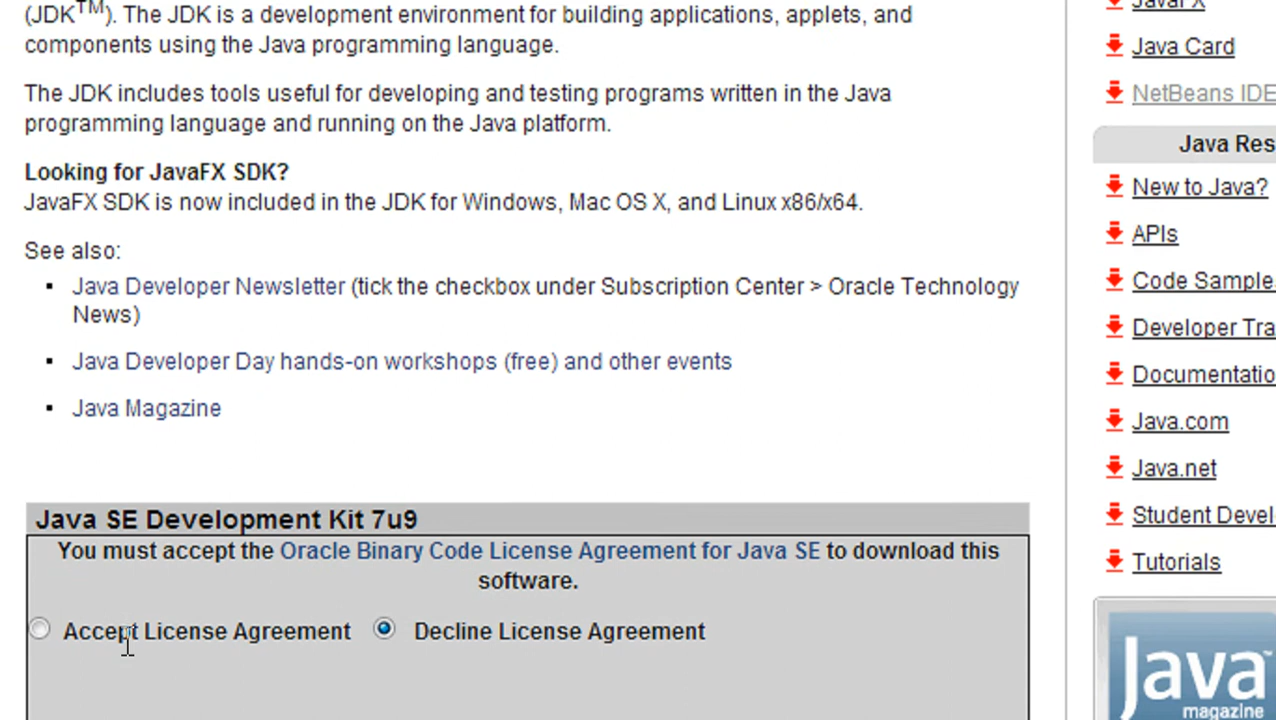 (JDK™). The JDK is a development environment for building applications, applets, and
components using the Java programming language.
The JDK includes tools useful for developing and testing programs written in the Java
programming language and running on the Java platform.
Looking for JavaFX SDK?
JavaFX SDK is now included in the JDK for Windows, Mac OS X, and Linux x86/x64.
See also:
▪ Java Developer Newsletter (tick the checkbox under Subscription Center > Oracle Technology
News)
▪ Java Developer Day hands-on workshops (free) and other events
▪ Java Magazine
Java SE Development Kit 7u9
You must accept the Oracle Binary Code License Agreement for Java SE to download this
software.
Accept License Agreement Decline License Agreement
JavaFX
Java Card
NetBeans IDE
Java Res
New to Java?
APIs
Code Sample
Developer Tra
Documentatio
Java.com
Java.net
Student Devel
Tutorials
Java™
magazine